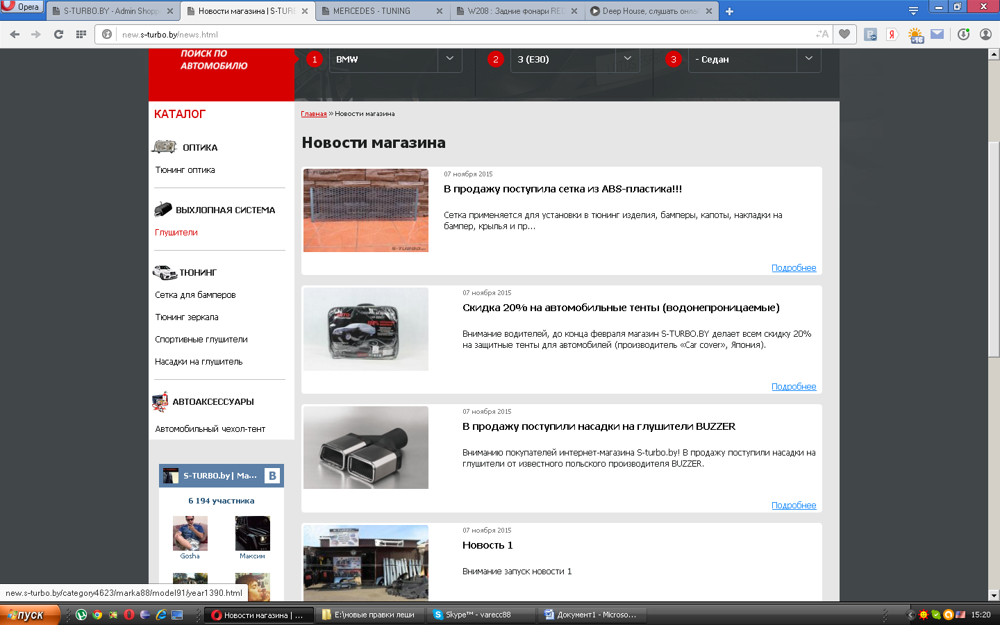 Opera
S-TURBO.BY - Admin Shopp
Новости магазина | S-TURB
MERCEDES - TUNING
W208 : Задние фонари RED
Deep House, слушать онла
new.s-turbo.by/news.html
+16
ПОИСК ПО
АВТОМОБИЛЮ
1
BMW
2
3 (E30)
3
- Седан
КАТАЛОГ
ОПТИКА
Тюнинг оптика
ВЫХЛОПНАЯ СИСТЕМА
Глушители
ТЮНИНГ
Сетка для бамперов
Тюнинг зеркала
Спортивные глушители
Насадки на глушитель
АВТОАКСЕССУАРЫ
Автомобильный чехол-тент
S-TURBO.by | Ма...
B
6 194 участника
Gosha
Максим
Главная » Новости магазина
Новости магазина
07 ноября 2015
В продажу поступила сетка из ABS-пластика!!!
Сетка применяется для установки в тюнинг изделия, бамперы, капоты, накладки на
бампер, крылья и пр...
S-TURBO.BY
Подробнее
07 ноября 2015
Скидка 20% на автомобильные тенты (водонепроницаемые)
Внимание водителей, до конца февраля магазин S-TURBO.BY делает всем скидку 20%
на защитные тенты для автомобилей (производитель «Car cover», Япония).
CAR COVER
100%
Подробнее
07 ноября 2015
В продажу поступили насадки на глушители BUZZER
Вниманию покупателей интернет-магазина S-turbo.by! В продажу поступили насадки на
глушители от известного польского производителя BUZZER.
Подробнее
07 ноября 2015
Новость 1
Внимание запуск новости 1
new.s-turbo.by/category4623/marka88/model91/year1390.html
пуск
Новости магазина | ...
E:\новые правки леши
Skype™ - varecc88
Документ1 - Microso...
15:20